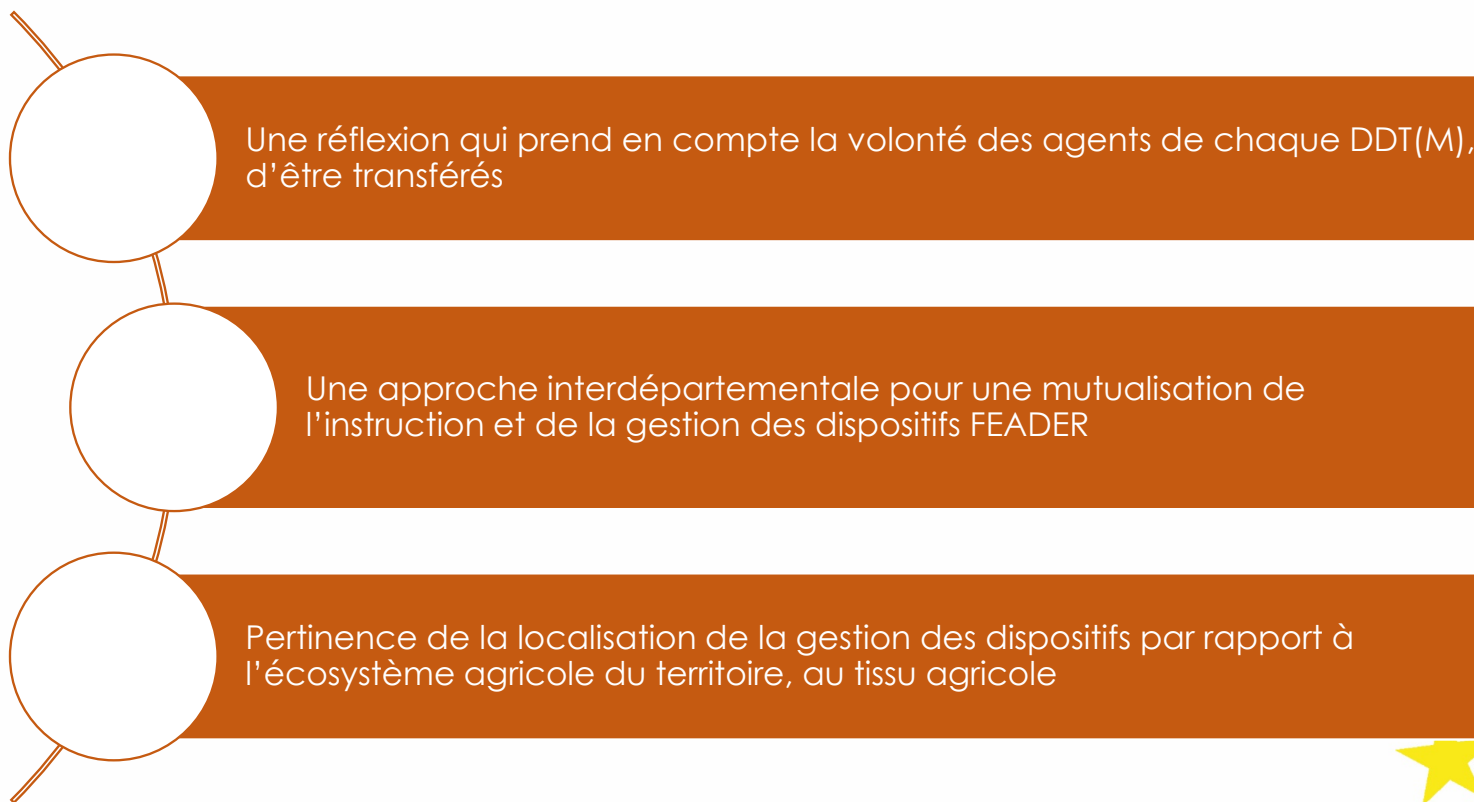 Une réflexion qui prend en compte la volonté des agents de chaque DDT(M),
d’être transférés
Une approche interdépartementale pour une mutualisation de
l’instruction et de la gestion des dispositifs FEADER
Pertinence de la localisation de la gestion des dispositifs par rapport à
l’écosystème agricole du territoire, au tissu agricole